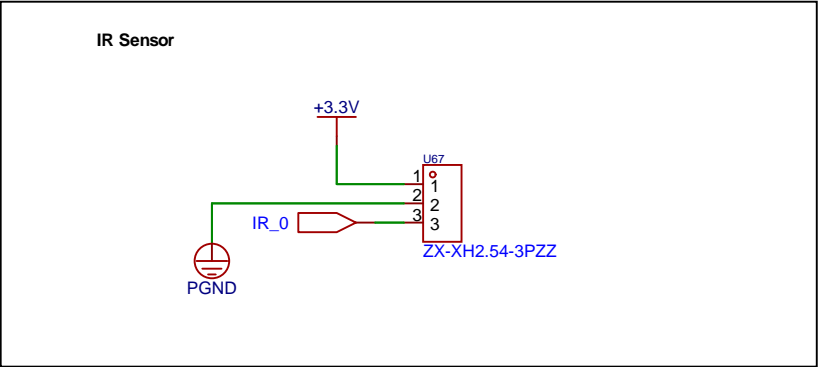 IR Sensor
+3.3V
U67
1
1
2
2
IR_0
3
3
ZX-XH2.54-3PZZ
PGND